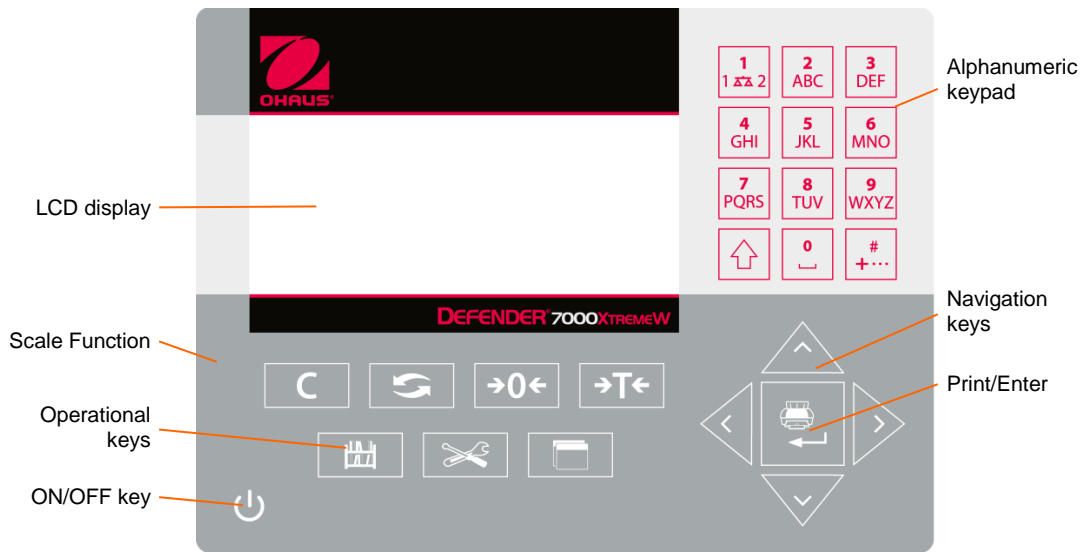 OHAUS
LCD display
Scale Function
Operational
keys
ON/OFF key
DEFENDER 7000XTREMEW
C
→0←
→T←
1
1 2
2
ABC
3
DEF
4
GHI
5
JKL
6
MNO
7
PQRS
8
TUV
9
WXYZ
0
#
+···
Alphanumeric
keypad
Navigation
keys
Print/Enter